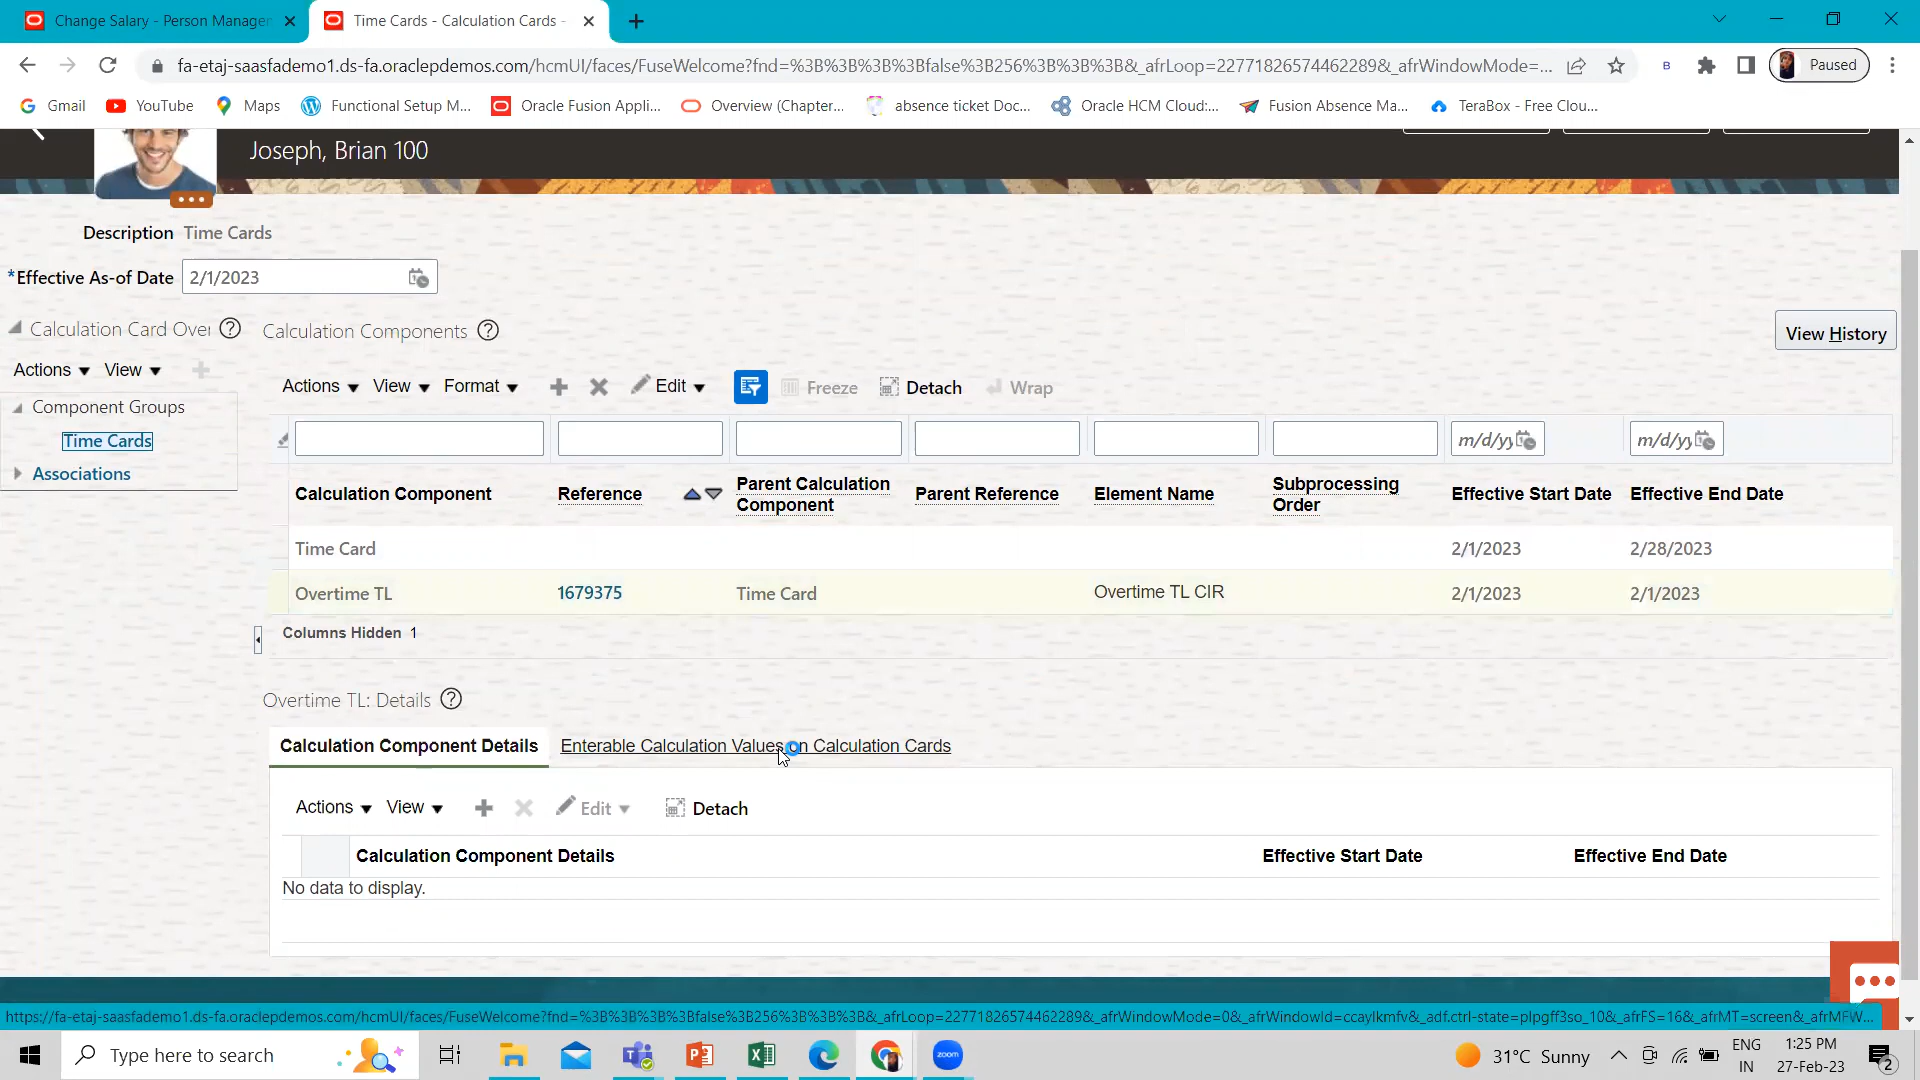 Change Salary - Person Manager
Time Cards - Calculation Cards -
fa-etaj-saasfademo1.ds-fa.oraclepdemos.com/hcmUI/faces/FuseWelcome?fnd=%3B%3B%3B%3Bfalse%3B256%3B%3B%3B&_afrLoop=22771826574462289&_afrWindowMode=...
Paused
Gmail
YouTube
Maps
Functional Setup M...
Oracle Fusion Appli...
Overview (Chapter...
absence ticket Doc...
Oracle HCM Cloud:...
Fusion Absence Ma...
TeraBox - Free Clou...
Joseph, Brian 100
Description Time Cards
*Effective As-of Date 2/1/2023
Calculation Card Over
Calculation Components
View History
Actions View
Actions View Format Edit Freeze Detach Wrap
Component Groups
Time Cards
Associations
m/d/yy m/d/yy
Calculation Component Reference Parent Calculation Component Parent Reference Element Name Subprocessing Order Effective Start Date Effective End Date
Time Card 2/1/2023 2/28/2023
Overtime TL 1679375 Time Card Overtime TL CIR 2/1/2023 2/1/2023
Columns Hidden 1
Overtime TL: Details
Calculation Component Details Enterable Calculation Values on Calculation Cards
Actions View Edit Detach
Calculation Component Details Effective Start Date Effective End Date
No data to display.
https://fa-etaj-saasfademo1.ds-fa.oraclepdemos.com/hcmUI/faces/FuseWelcome?fnd=%3B%3B%3B%3Bfalse%3B256%3B%3B%3B&_afrLoop=22771826574462289&_afrWindowMode=0&_afrWindowId=ccaylkmfv&_adf.ctrl-state=plpgff3so_10&_afrFS=16&_afrMT=screen&_afrMFW...
Type here to search
zoom
31°C Sunny
ENG
IN
1:25 PM
27-Feb-23
2